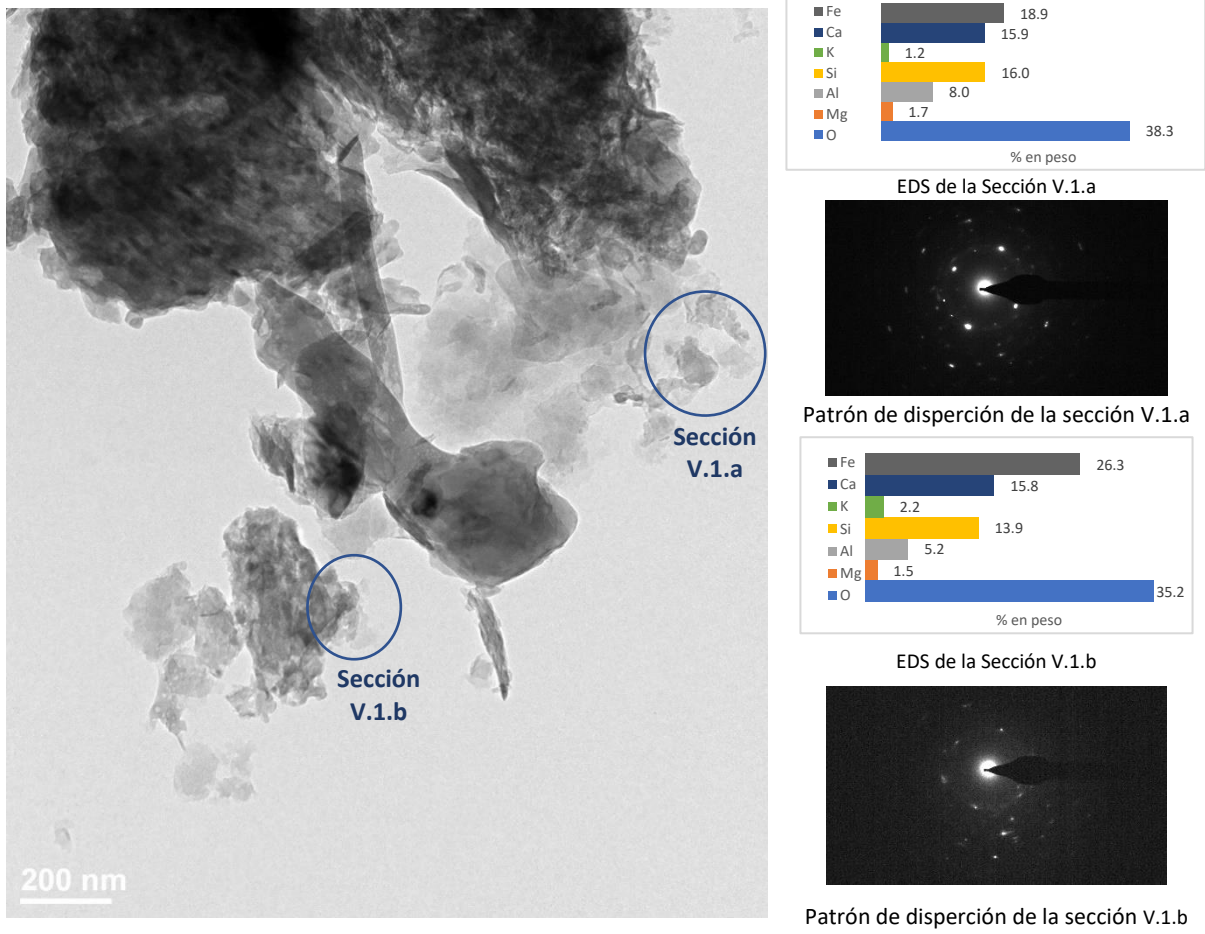 Sección
V.1.a
Sección
V.1.b
200 nm
Fe 18.9
Ca 15.9
K 1.2
Si 16.0
Al 8.0
Mg 1.7
O 38.3
% en peso
EDS de la Sección V.1.a
Patrón de disperción de la sección V.1.a
Fe 26.3
Ca 15.8
K 2.2
Si 13.9
Al 5.2
Mg 1.5
O 35.2
% en peso
EDS de la Sección V.1.b
Patrón de disperción de la sección V.1.b